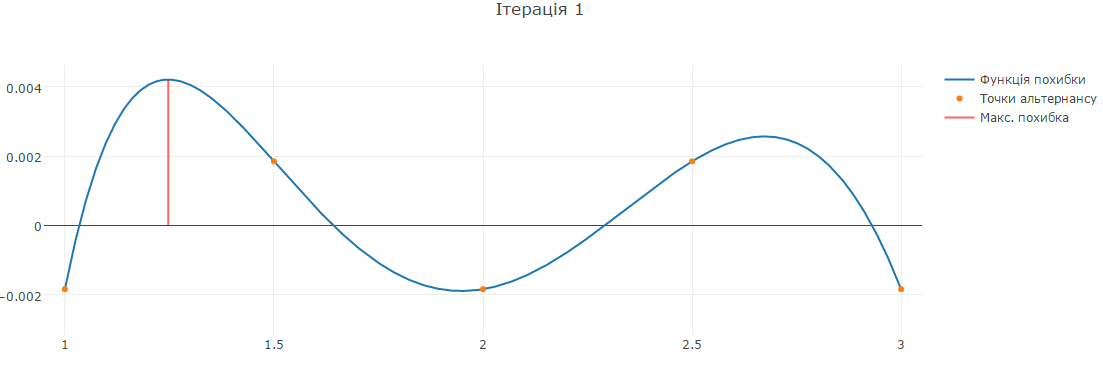 Ітерація 1
0.004
0.002
0
−0.002
1
1.5
2
2.5
3
Функція похибки
Точки альтернансу
Макс. похибка